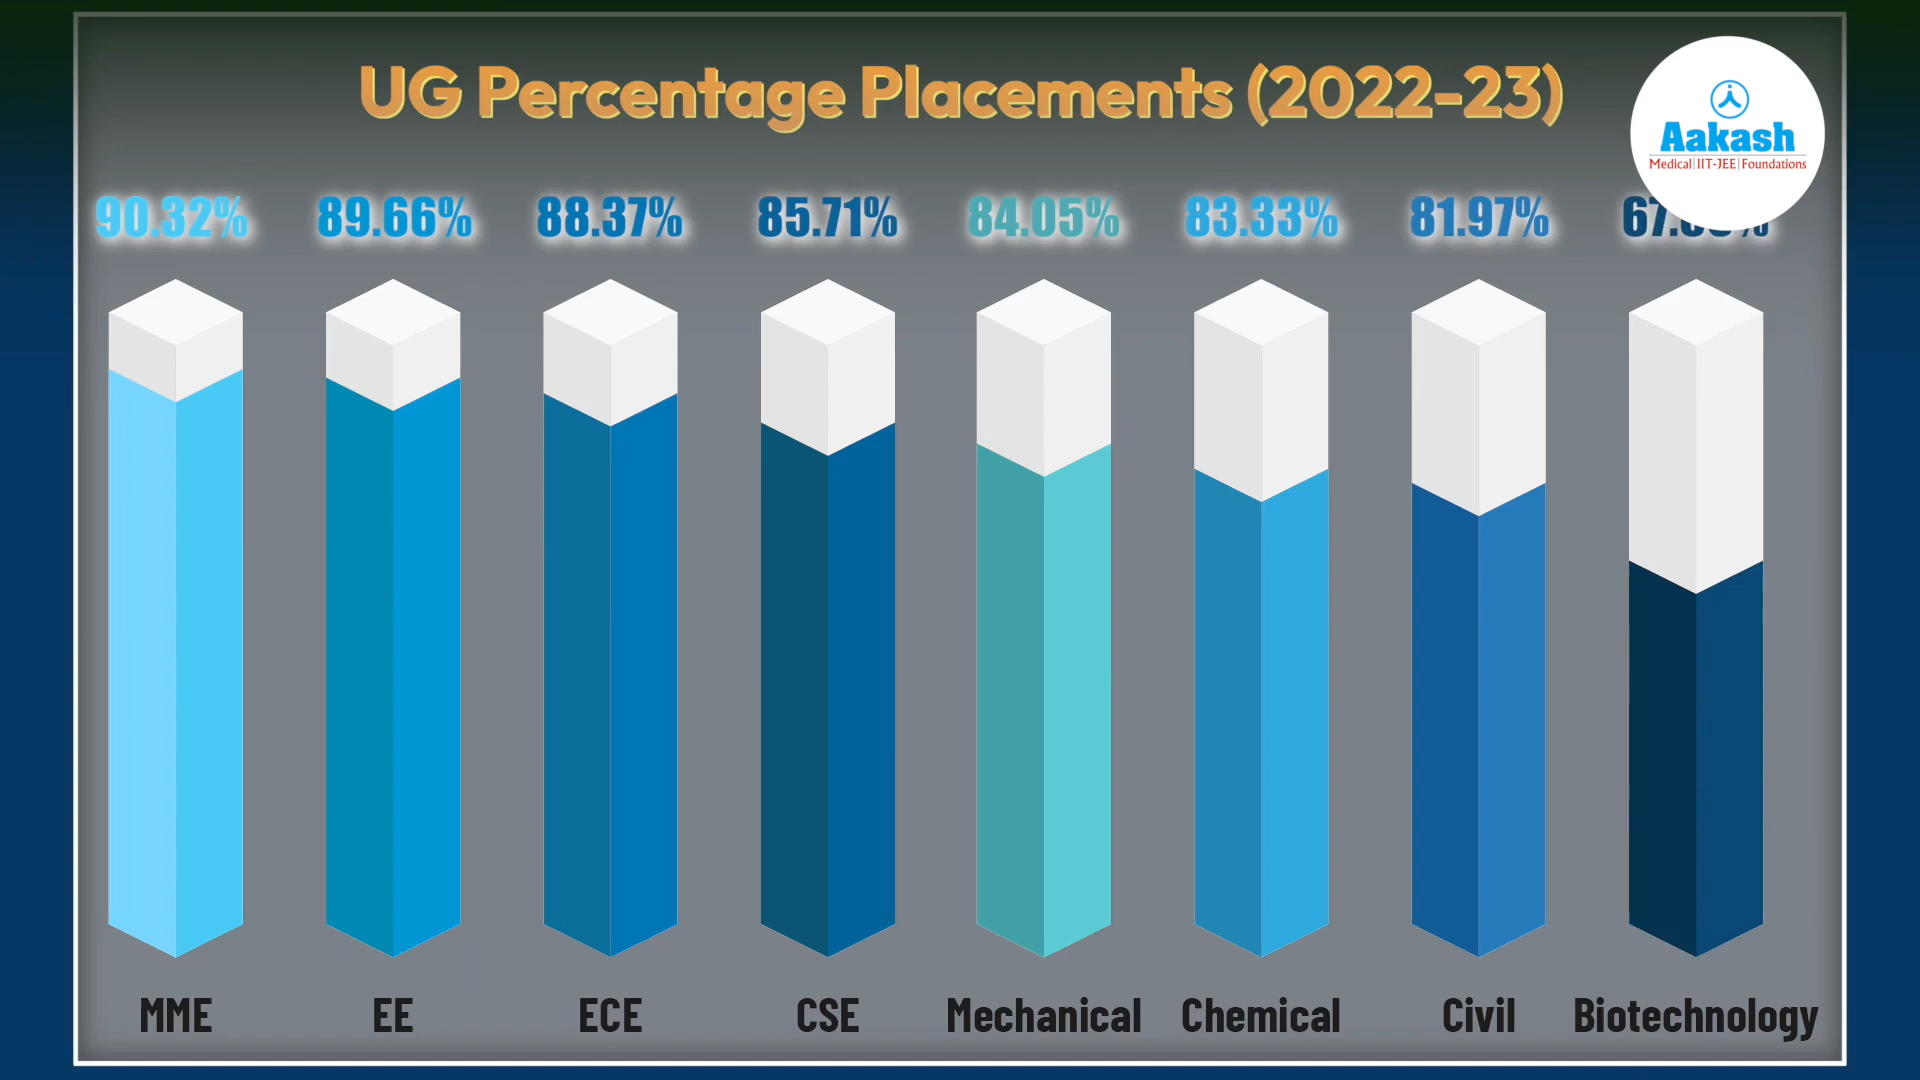 UG Percentage Placements (2022-23)
Aakash
Medical | IIT-JEE | Foundations
90.32% 89.66% 88.37% 85.71% 84.05% 83.33% 81.97%
MME EE ECE CSE Mechanical Chemical Civil Biotechnology